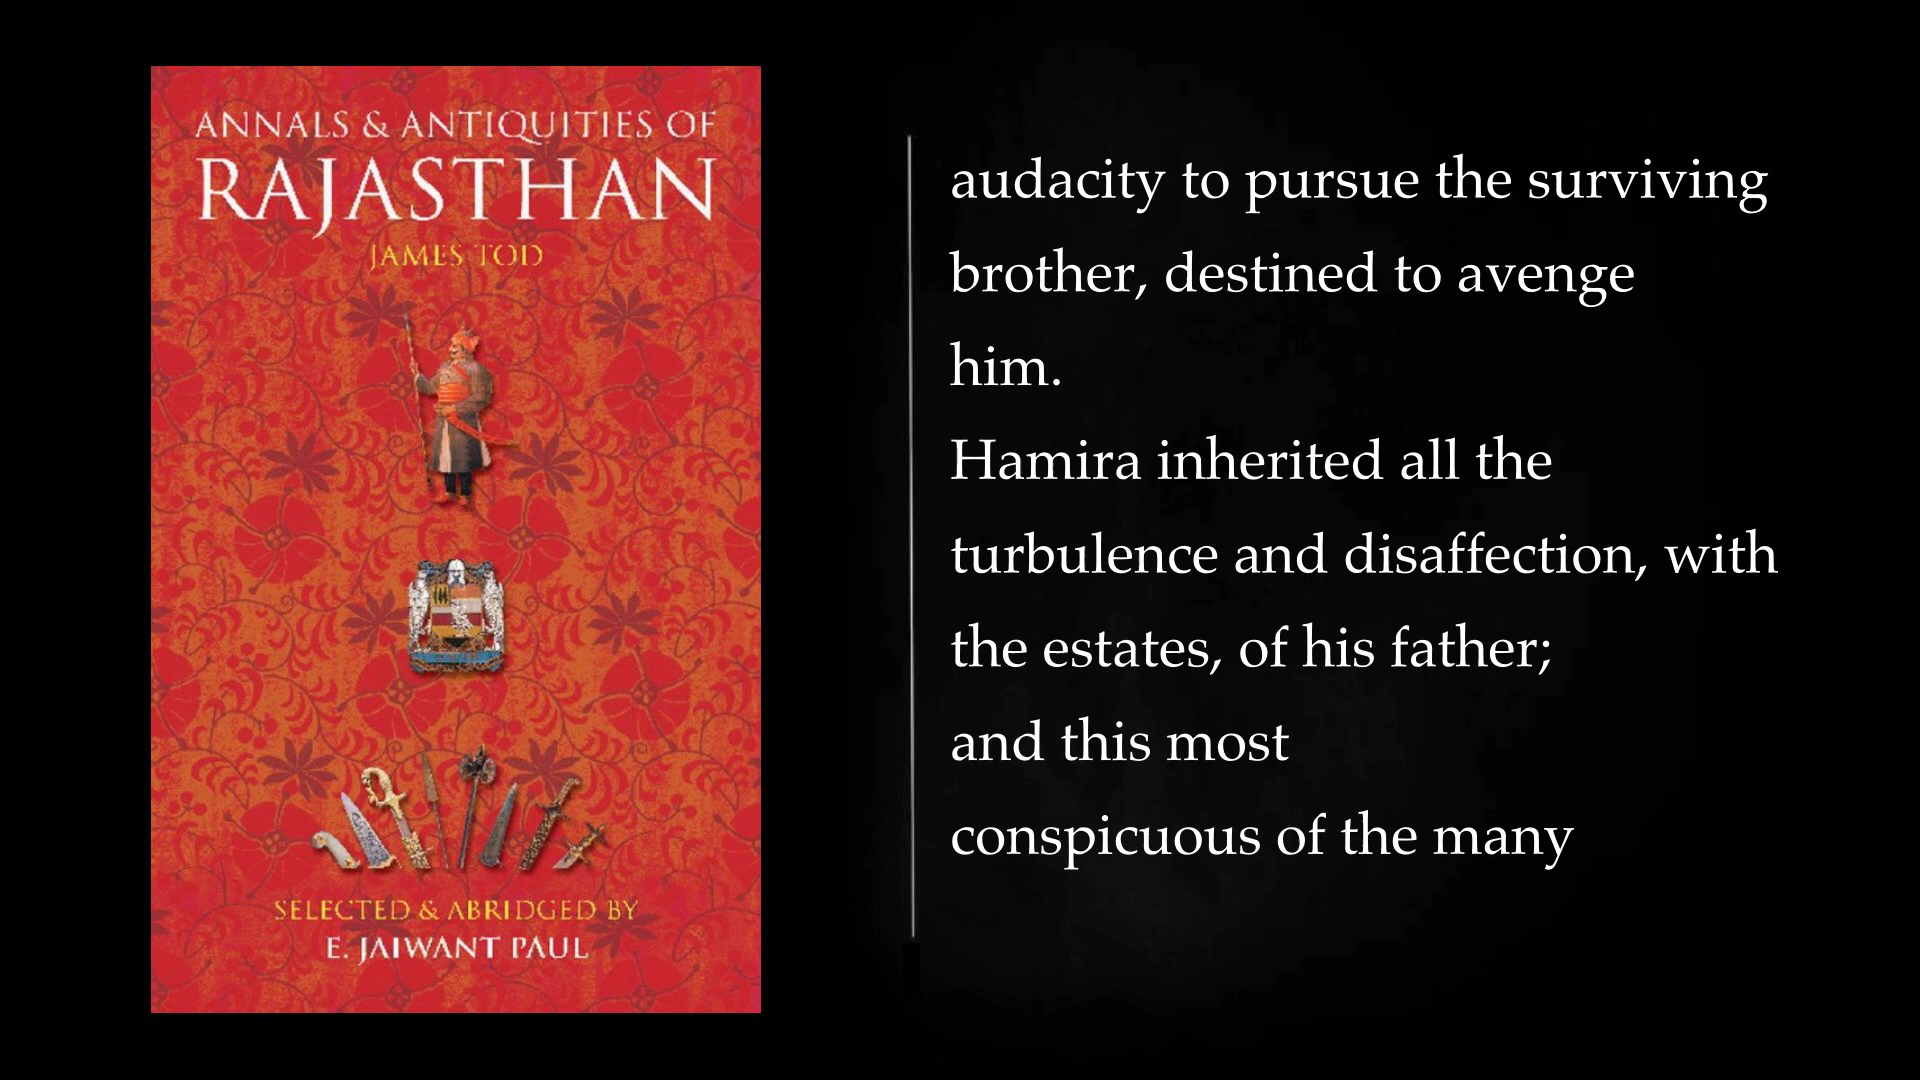 ANNALS & ANTIQUITIES OF
RAJASTHAN
JAMES TOD
SELECTED & ABRIDGED BY
E. JAIWANT PAUL
audacity to pursue the surviving
brother, destined to avenge
him.
Hamira inherited all the
turbulence and disaffection, with
the estates, of his father;
and this most
conspicuous of the many